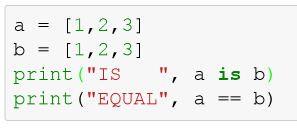 a = [1,2,3]
b = [1,2,3]
print("IS   ", a is b)
print("EQUAL", a == b)